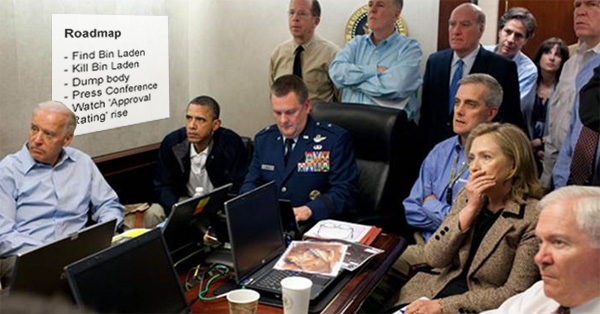 Roadmap
- Find Bin Laden
- Kill Bin Laden
- Dump body
- Press Conference
- Watch 'Approval
Rating' rise